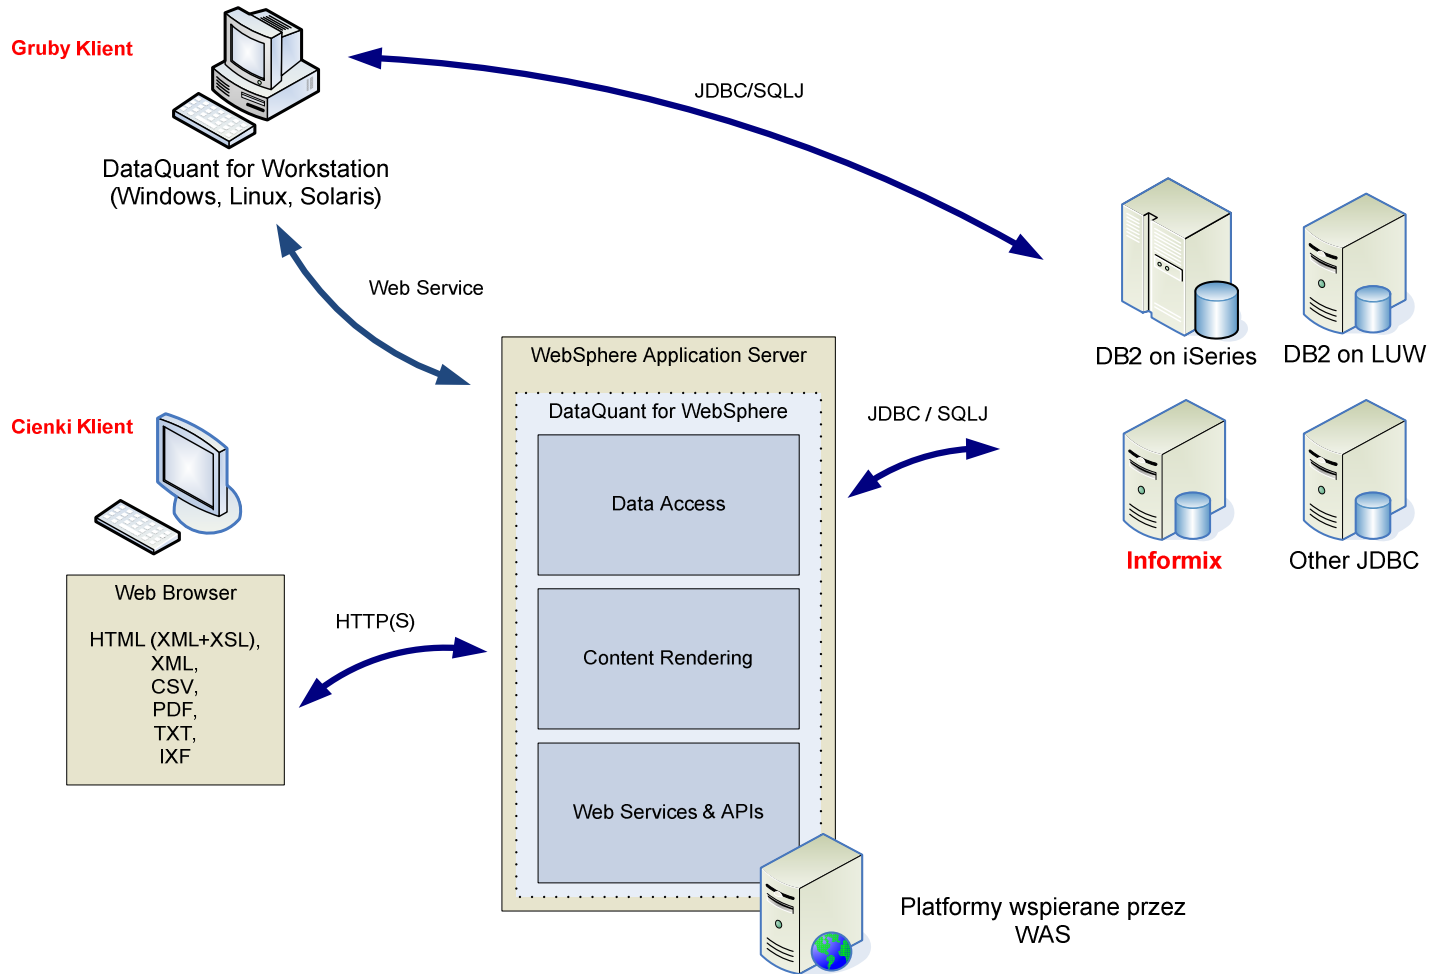 Gruby Klient
DataQuant for Workstation
(Windows, Linux, Solaris)
JDBC/SQLJ
Web Service
DB2 on iSeries
DB2 on LUW
Informix
Other JDBC
WebSphere Application Server
DataQuant for WebSphere
Data Access
Content Rendering
Web Services & APIs
JDBC / SQLJ
Cienki Klient
Web Browser
HTML (XML+XSL),
XML,
CSV,
PDF,
TXT,
IXF
HTTP(S)
Platformy wspierane przez
WAS